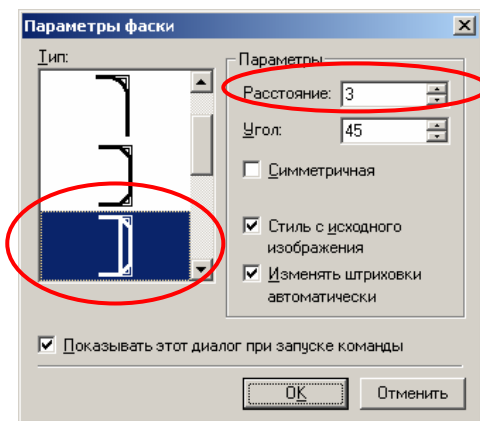 Параметры фаски
Тип:
Параметры
Расстояние: 3
Угол: 45
Симметричная
Стиль с исходного
изображения
Изменять штриховки
автоматически
Показывать этот диалог при запуске команды
OK
Отменить